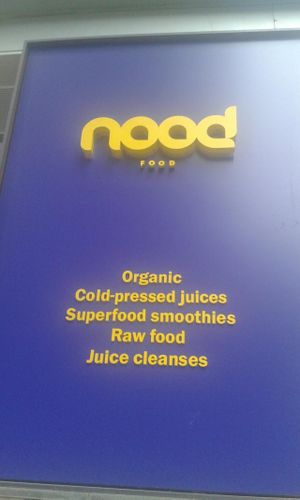 nood
FOOD
Organic
Cold-pressed juices
Superfood smoothies
Raw food
Juice cleanses